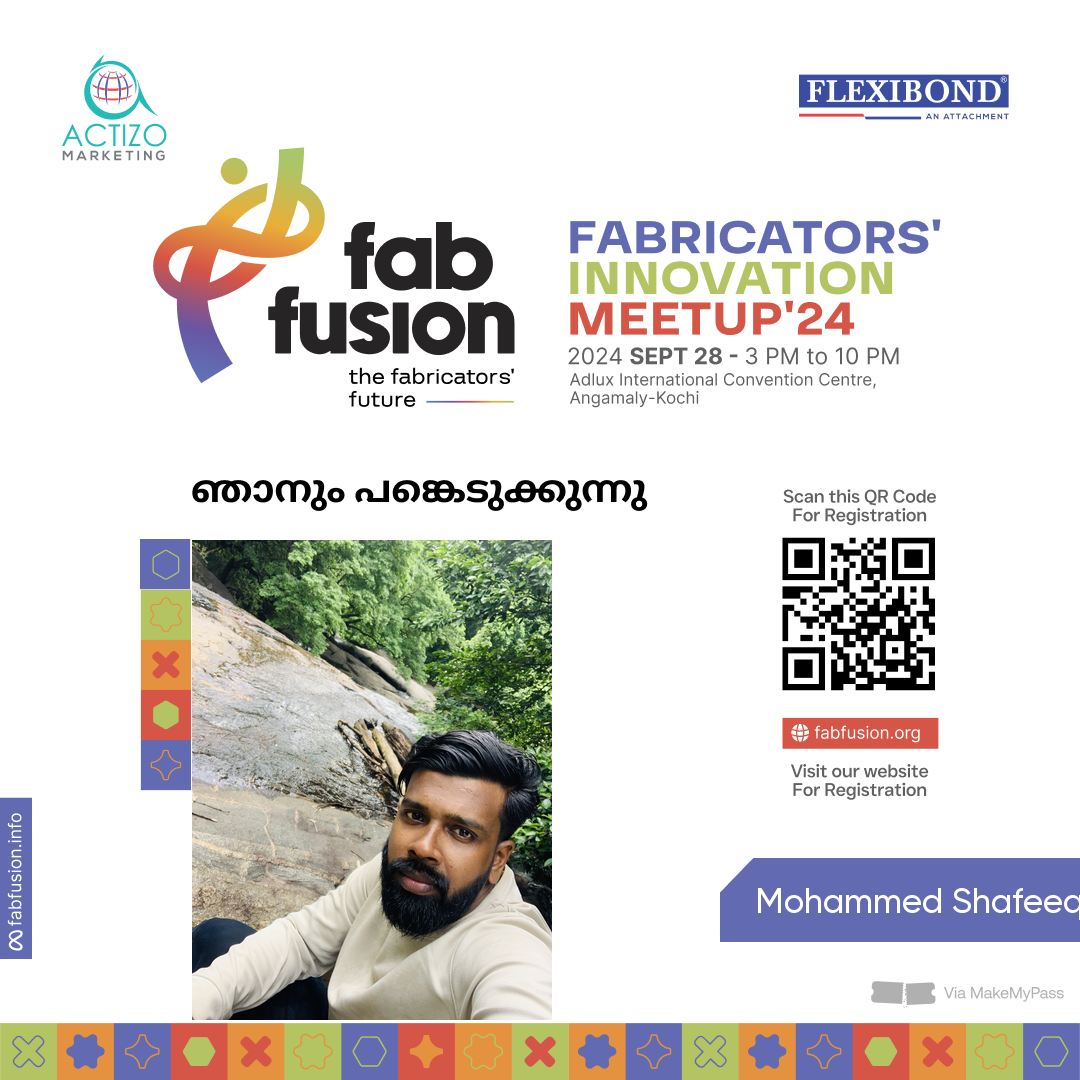 ACTIZO
MARKETING
FLEXIBOND®
AN ATTACHMENT
fab
fusion
the fabricators'
future
FABRICATORS'
INNOVATION
MEETUP'24
2024 SEPT 28 - 3 PM to 10 PM
Adlux International Convention Centre,
Angamaly-Kochi
ഞാനും പങ്കെടുക്കുന്നു
Scan this QR Code
For Registration
fabfusion.org
Visit our website
For Registration
fabfusion.info
Mohammed Shafeeq
Via MakeMyPass